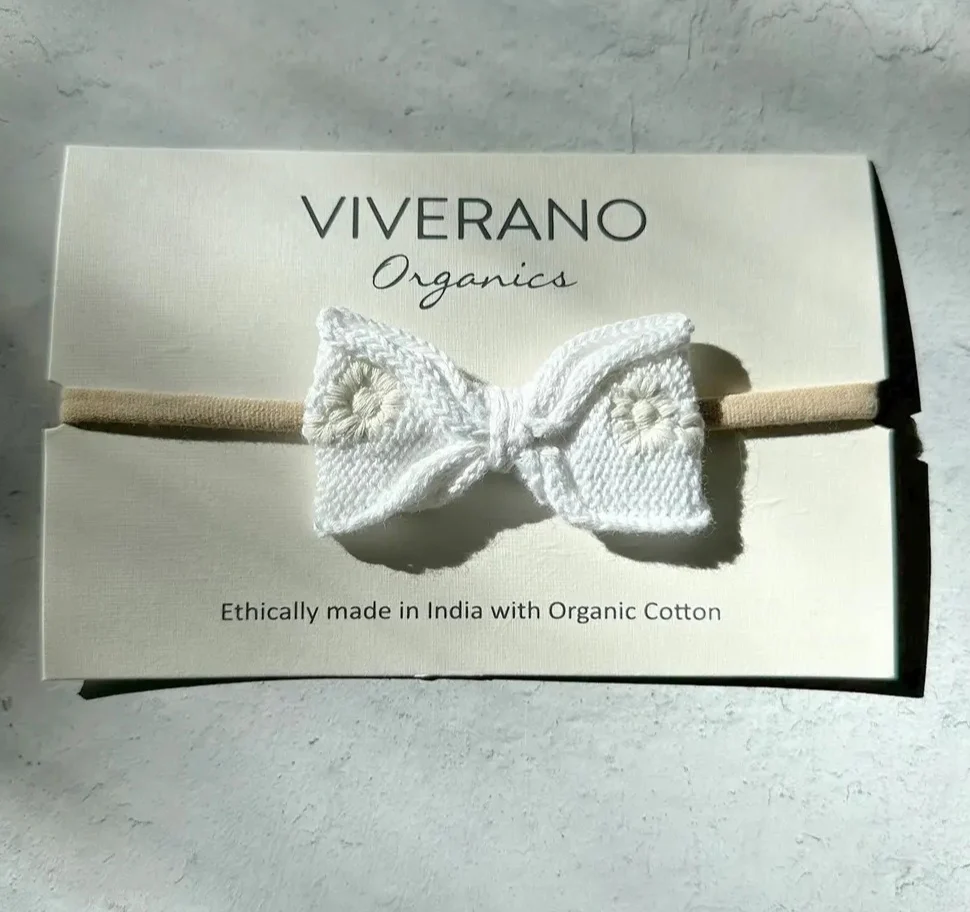 VIVERANO
Organics
Ethically made in India with Organic Cotton